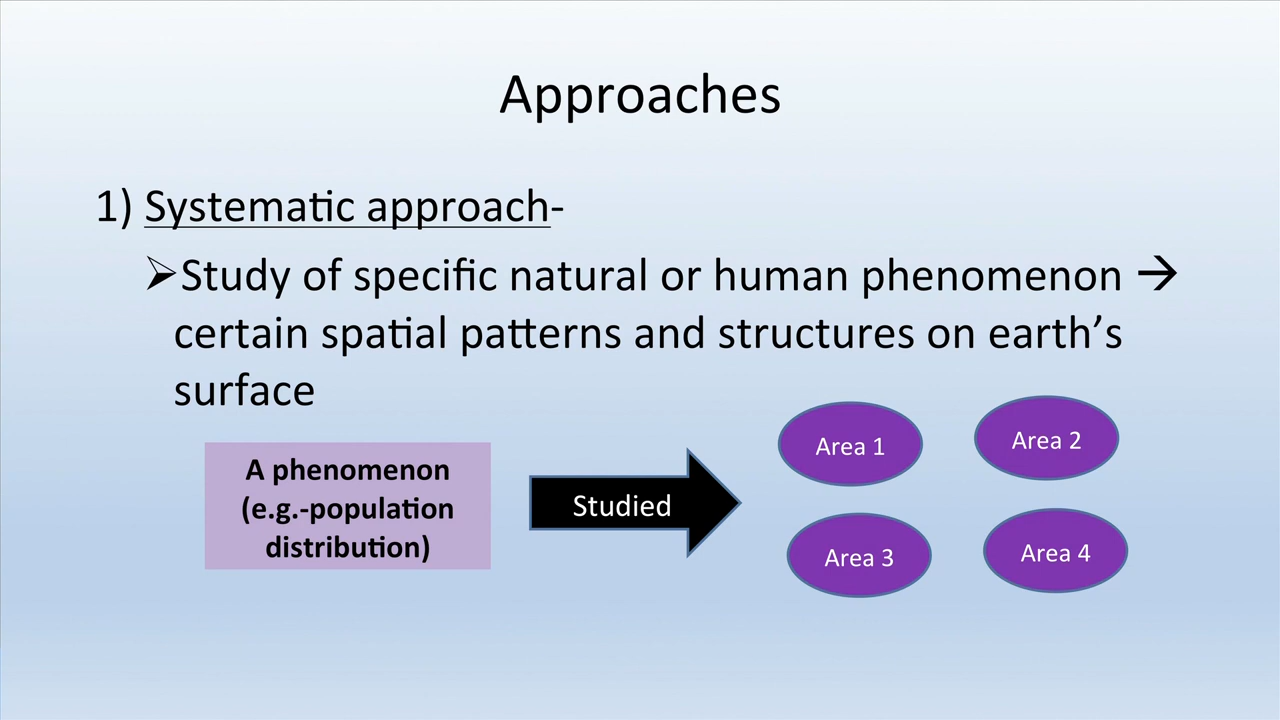 Approaches
1) Systematic approach-
➢Study of specific natural or human phenomenon →
certain spatial patterns and structures on earth’s
surface
A phenomenon
(e.g.-population
distribution)
Studied
Area 1
Area 2
Area 3
Area 4